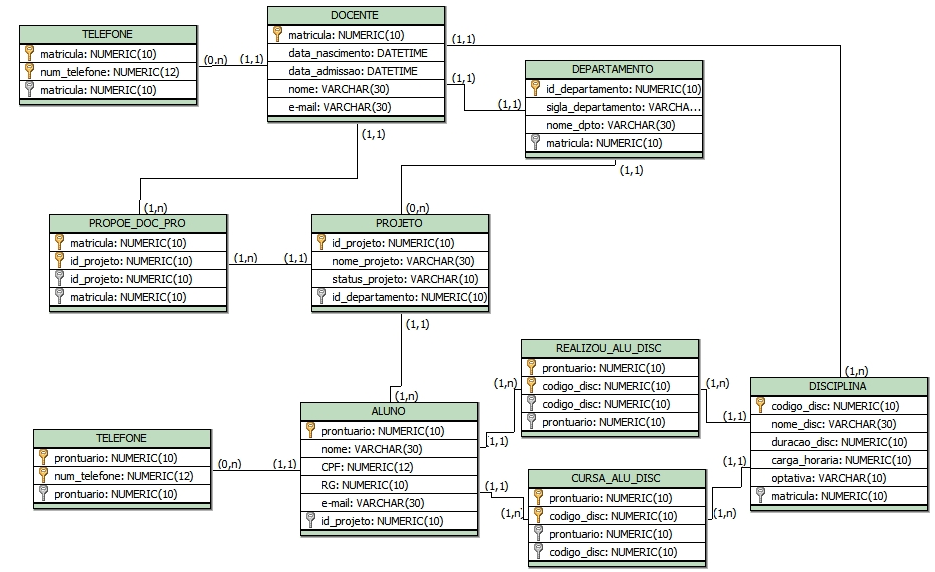 DOCENTE
matricula: NUMERIC(10)
data_nascimento: DATETIME
data_admissao: DATETIME
nome: VARCHAR(30)
e-mail: VARCHAR(30)
TELEFONE
matricula: NUMERIC(10)
num_telefone: NUMERIC(12)
matricula: NUMERIC(10)
(0,n)
(1,1)
(1,1)
(1,1)
(1,1)
DEPARTAMENTO
id_departamento: NUMERIC(10)
sigla_departamento: VARCHA...
nome_dpto: VARCHAR(30)
matricula: NUMERIC(10)
(1,1)
(1,1)
(1,n)
(0,n)
PROPOE_DOC_PRO
matricula: NUMERIC(10)
id_projeto: NUMERIC(10)
id_projeto: NUMERIC(10)
matricula: NUMERIC(10)
(1,n)
(1,1)
PROJETO
id_projeto: NUMERIC(10)
nome_projeto: VARCHAR(30)
status_projeto: VARCHAR(10)
id_departamento: NUMERIC(10)
(1,1)
(1,n)
REALIZOU_ALU_DISC
prontuario: NUMERIC(10)
codigo_disc: NUMERIC(10)
codigo_disc: NUMERIC(10)
prontuario: NUMERIC(10)
(1,n)
(1,n)
(1,1)
(1,1)
(1,n)
DISCIPLINA
codigo_disc: NUMERIC(10)
nome_disc: VARCHAR(30)
duracao_disc: NUMERIC(10)
carga_horaria: NUMERIC(10)
optativa: VARCHAR(10)
matricula: NUMERIC(10)
ALUNO
prontuario: NUMERIC(10)
nome: VARCHAR(30)
CPF: NUMERIC(12)
RG: NUMERIC(10)
e-mail: VARCHAR(30)
id_projeto: NUMERIC(10)
TELEFONE
prontuario: NUMERIC(10)
num_telefone: NUMERIC(12)
prontuario: NUMERIC(10)
(0,n)
(1,1)
(1,1)
(1,n)
CURSA_ALU_DISC
prontuario: NUMERIC(10)
codigo_disc: NUMERIC(10)
prontuario: NUMERIC(10)
codigo_disc: NUMERIC(10)
(1,1)
(1,n)